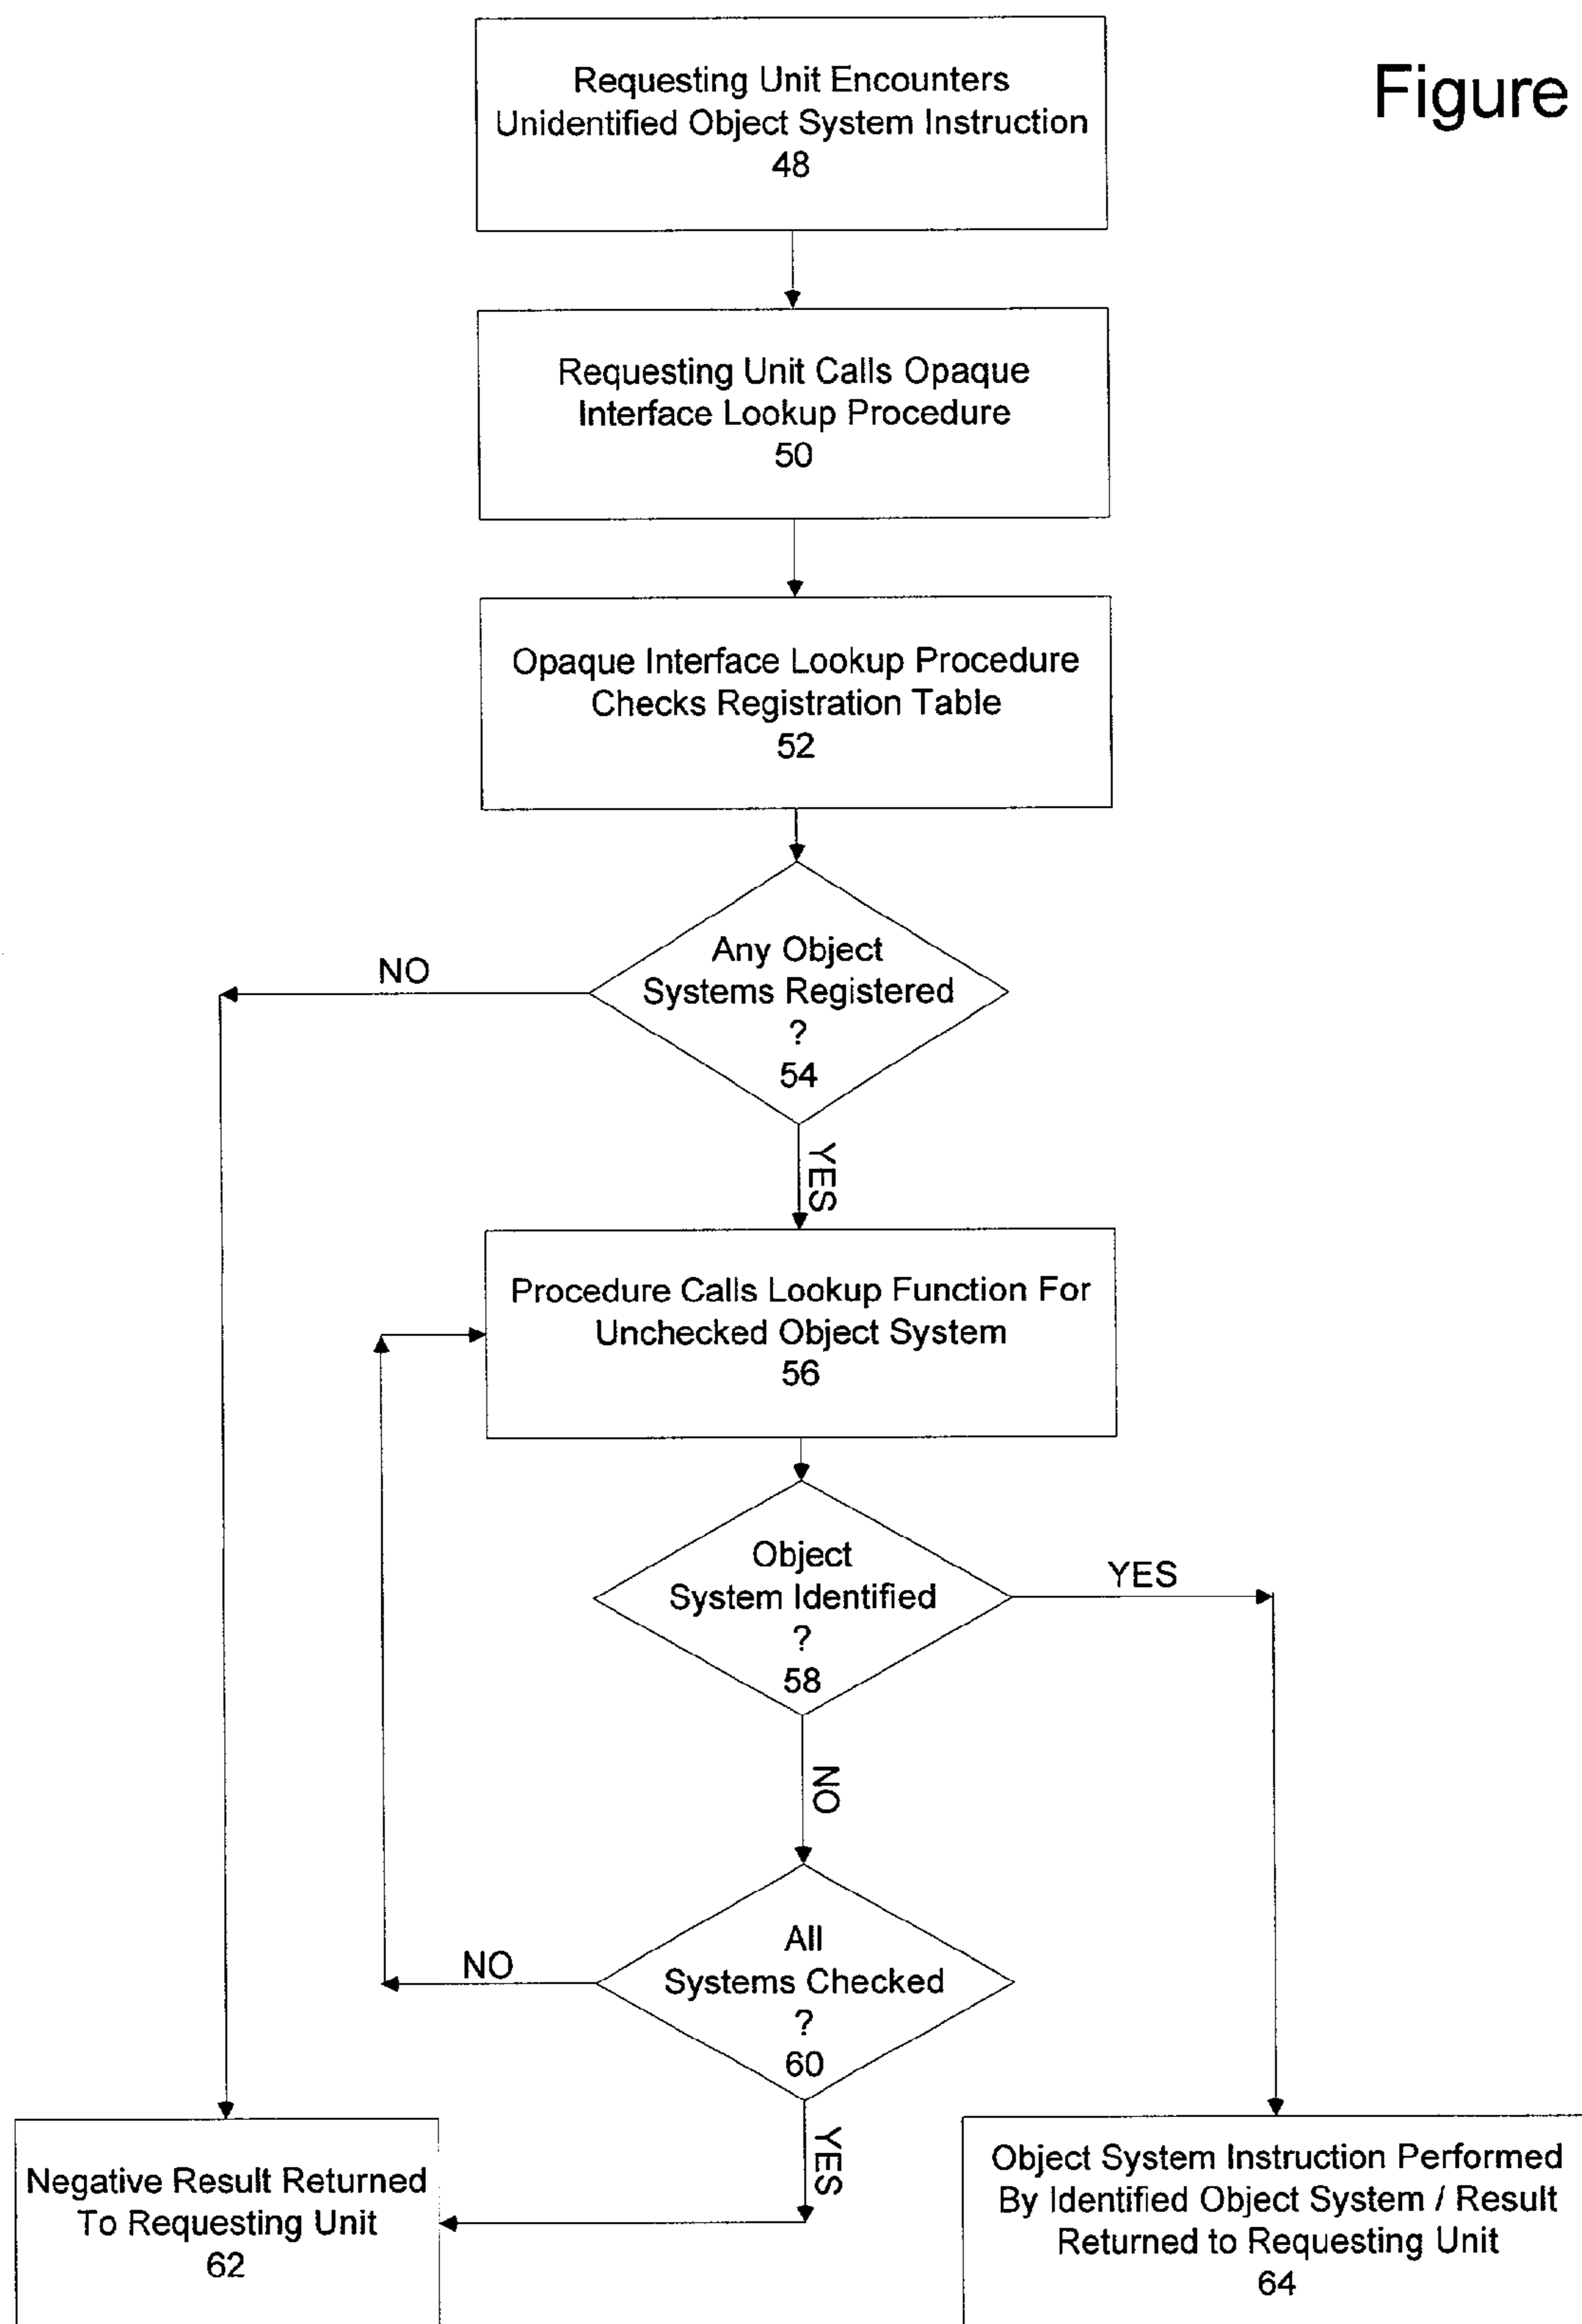 Figure
Requesting Unit Encounters
Unidentified Object System Instruction
48
Requesting Unit Calls Opaque
Interface Lookup Procedure
50
Opaque Interface Lookup Procedure
Checks Registration Table
52
Any Object
Systems Registered
?
54
NO
YES
Procedure Calls Lookup Function For
Unchecked Object System
56
Object
System Identified
?
58
YES
NO
All
Systems Checked
?
60
NO
YES
Negative Result Returned
To Requesting Unit
62
Object System Instruction Performed
By Identified Object System / Result
Returned to Requesting Unit
64